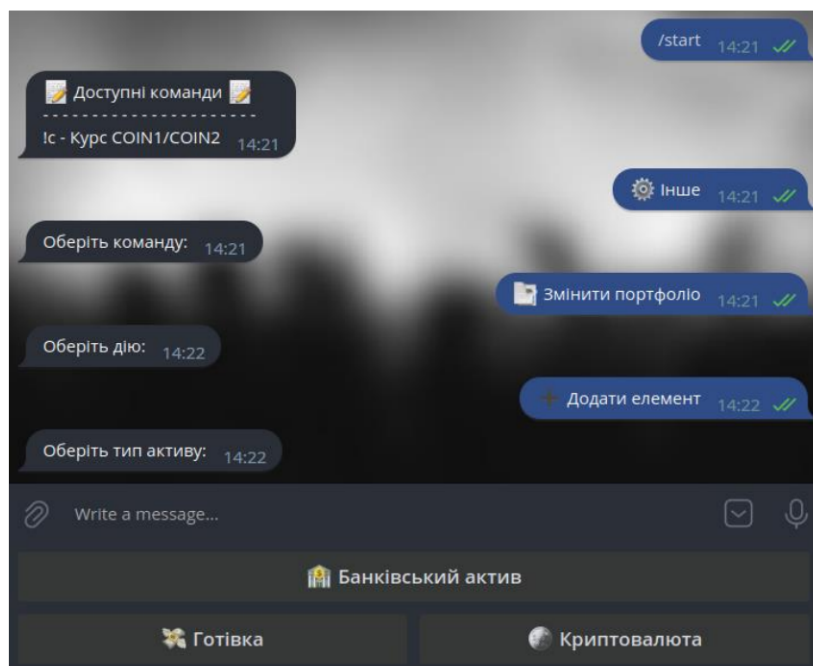 /start 14:21
📝 Доступні команди 📝
- - - - - - - - - - - - - - - - - - - - - -
!c - Курс COIN1/COIN2 14:21
⚙️ Інше 14:21
Оберіть команду: 14:21
Змінити портфоліо 14:21
Оберіть дію: 14:22
➕ Додати елемент 14:22
Оберіть тип активу: 14:22
Write a message...
🏦 Банківський актив
💸 Готівка
🌑 Криптовалюта